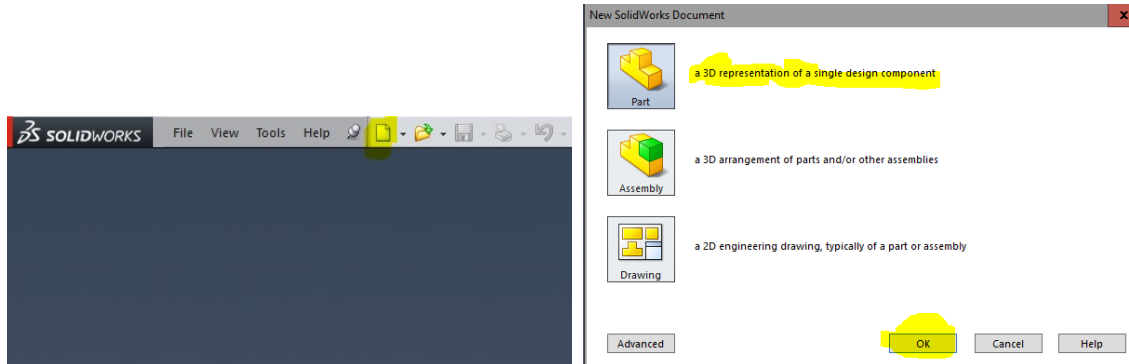 SOLIDWORKS File View Tools Help
New SolidWorks Document
x
a 3D representation of a single design component
Part
a 3D arrangement of parts and/or other assemblies
Assembly
a 2D engineering drawing, typically of a part or assembly
Drawing
Advanced OK Cancel Help